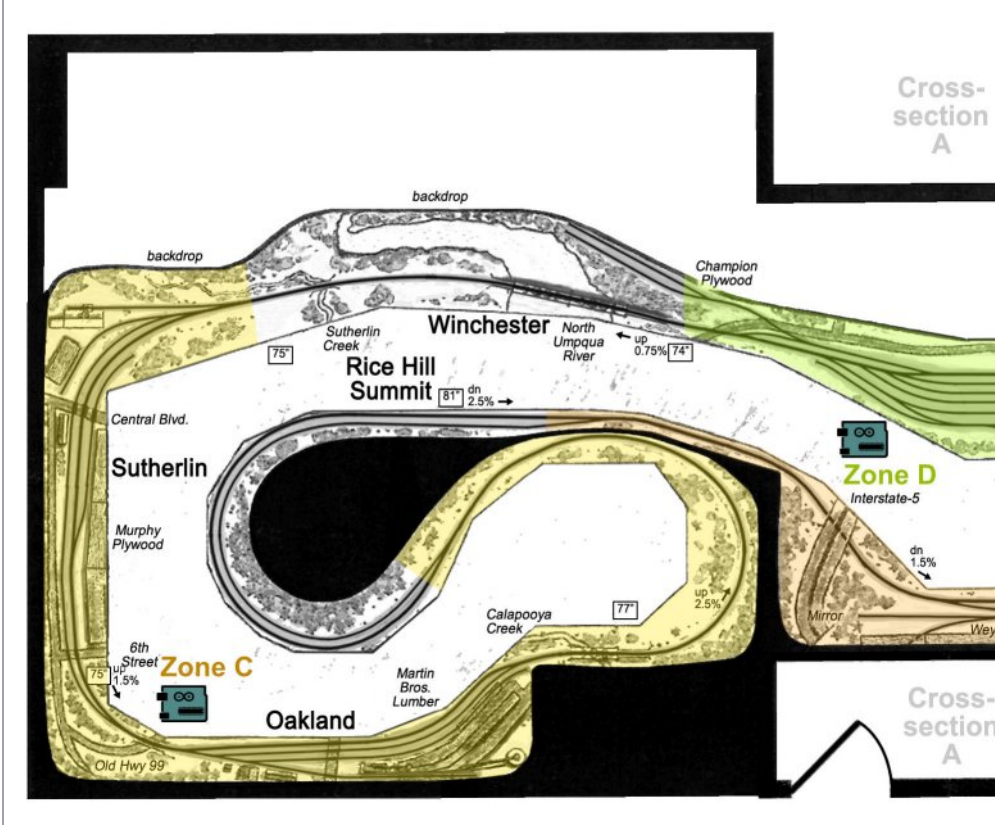 Cross-
section
A
backdrop
backdrop
Champion
Plywood
Sutherlin
Creek
Winchester
North
Umpqua
River
up
0.75%
74"
75"
Rice Hill
Summit
81"
dn
2.5%
Central Blvd.
Sutherlin
Zone D
Interstate-5
Murphy
Plywood
dn
1.5%
up
2.5%
77"
Calapooya
Creek
Mirror
Wey
6th
Street
75"
up
1.5%
Zone C
Martin
Bros.
Lumber
Oakland
Old Hwy 99
Cross-
section
A